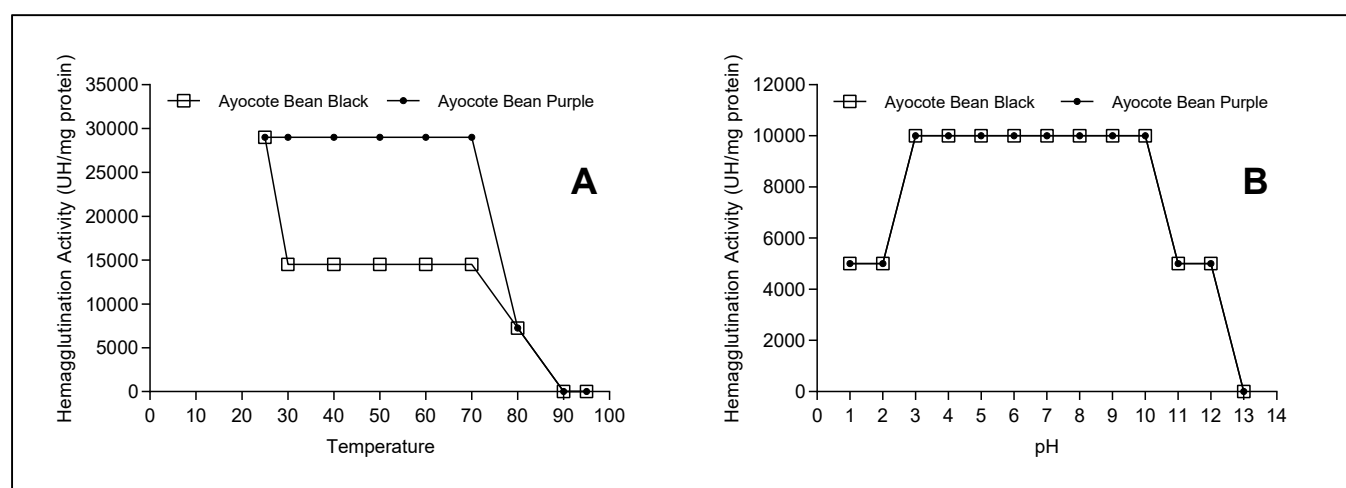 Hemagglutination Activity (UH/mg protein)
35000
30000
25000
20000
15000
10000
5000
0
Ayocote Bean Black Ayocote Bean Purple
A
0 10 20 30 40 50 60 70 80 90 100
Temperature
Hemagglutination Activity (UH/mg protein)
12000
10000
8000
6000
4000
2000
0
Ayocote Bean Black Ayocote Bean Purple
B
0 1 2 3 4 5 6 7 8 9 10 11 12 13 14
pH